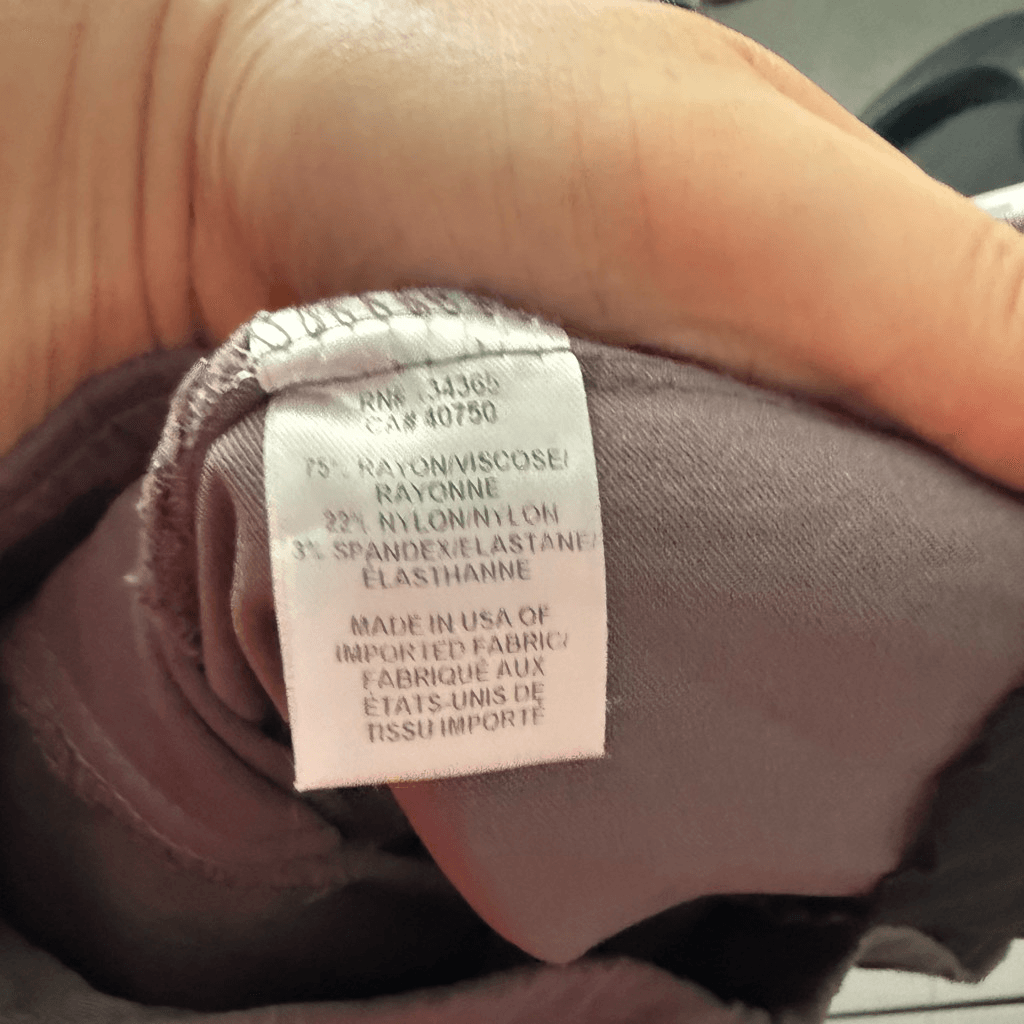 RN# 34365
CA# 40750
75% RAYON/VISCOSE/
RAYONNE
22% NYLON/NYLON
3% SPANDEX/ELASTANE/
ÉLASTHANNE
MADE IN USA OF
IMPORTED FABRIC/
FABRIQUÉ AUX
ÉTATS-UNIS DE
TISSU IMPORTÉ